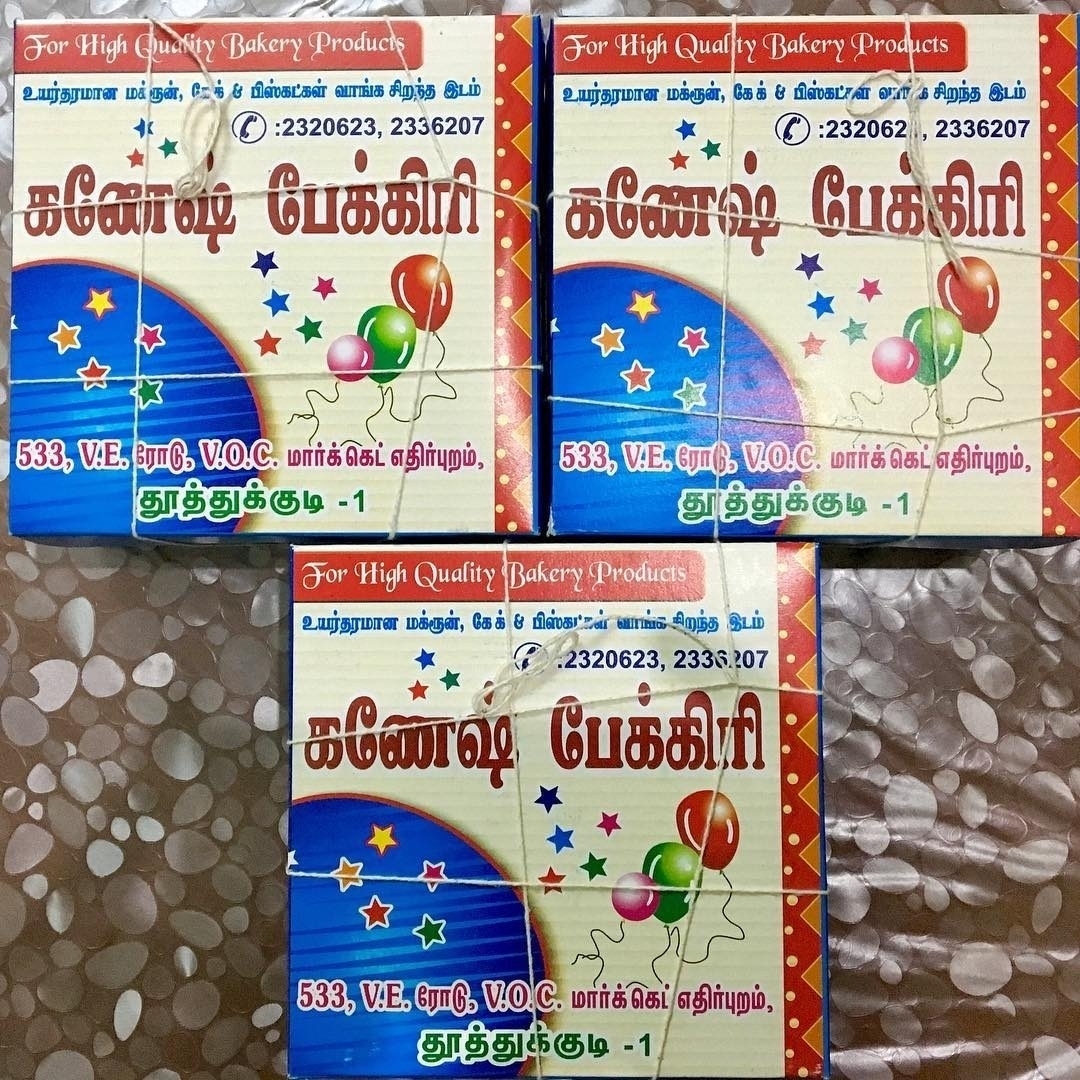 For High Quality Bakery Products
உயர்தரமான மக்ரூன், கேக் & பிஸ்கட்கள் வாங்க சிறந்த இடம்
:2320623, 2336207
கணேஷ் பேக்கிரி
533, V.E. ரோடு, V.O.C. மார்க்கெட் எதிர்புறம்,
தூத்துக்குடி -1
For High Quality Bakery Products
உயர்தரமான மக்ரூன், கேக் & பிஸ்கட்கள் வாங்க சிறந்த இடம்
:2320623, 2336207
கணேஷ் பேக்கிரி
533, V.E. ரோடு, V.O.C. மார்க்கெட் எதிர்புறம்,
தூத்துக்குடி -1
For High Quality Bakery Products
உயர்தரமான மக்ரூன், கேக் & பிஸ்கட்கள் வாங்க சிறந்த இடம்
:2320623, 2336207
கணேஷ் பேக்கிரி
533, V.E. ரோடு, V.O.C. மார்க்கெட் எதிர்புறம்,
தூத்துக்குடி -1